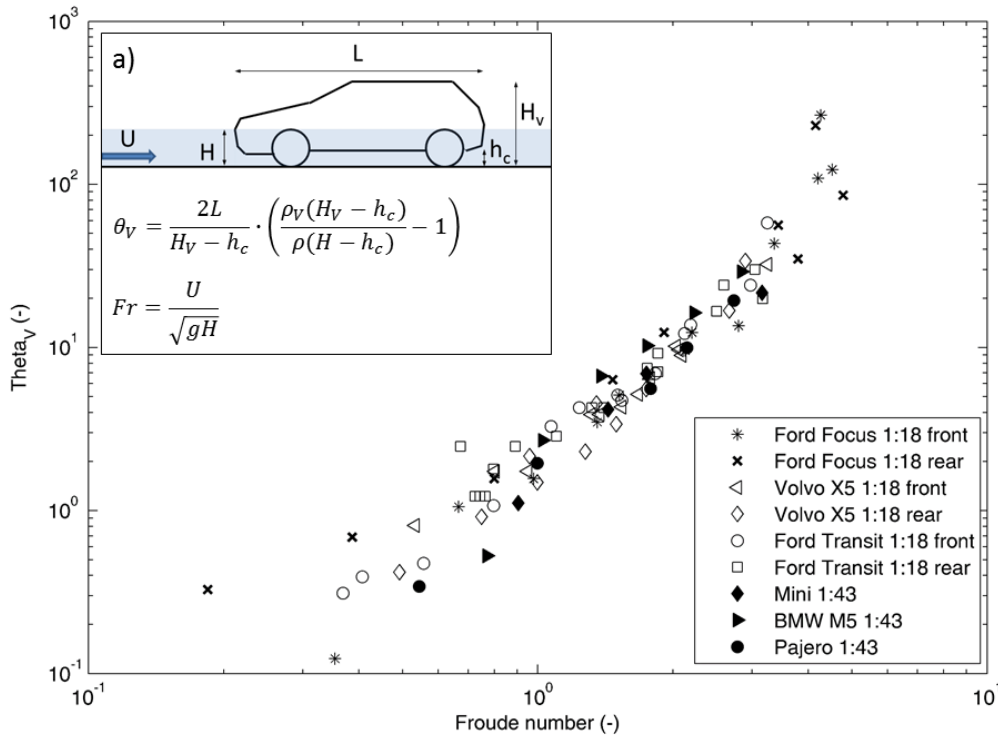 10^3
a)
L
H_v
U
H
h_c
θ_V = 2L / (H_V − h_c) · (ρ_V(H_V − h_c) / ρ(H − h_c) − 1)
Fr = U / √gH
10^2
10^1
10^0
10^-1
Theta_V (-)
Ford Focus 1:18 front
Ford Focus 1:18 rear
Volvo X5 1:18 front
Volvo X5 1:18 rear
Ford Transit 1:18 front
Ford Transit 1:18 rear
Mini 1:43
BMW M5 1:43
Pajero 1:43
10^-1
10^0
10
Froude number (-)